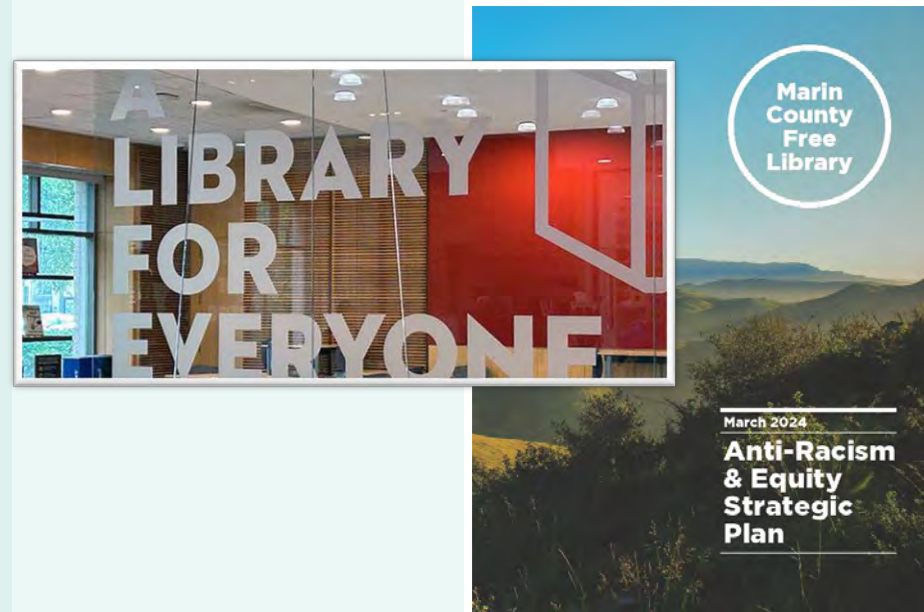 A
LIBRARY
FOR
EVERYONE
Marin
County
Free
Library
March 2024
Anti-Racism
& Equity
Strategic
Plan